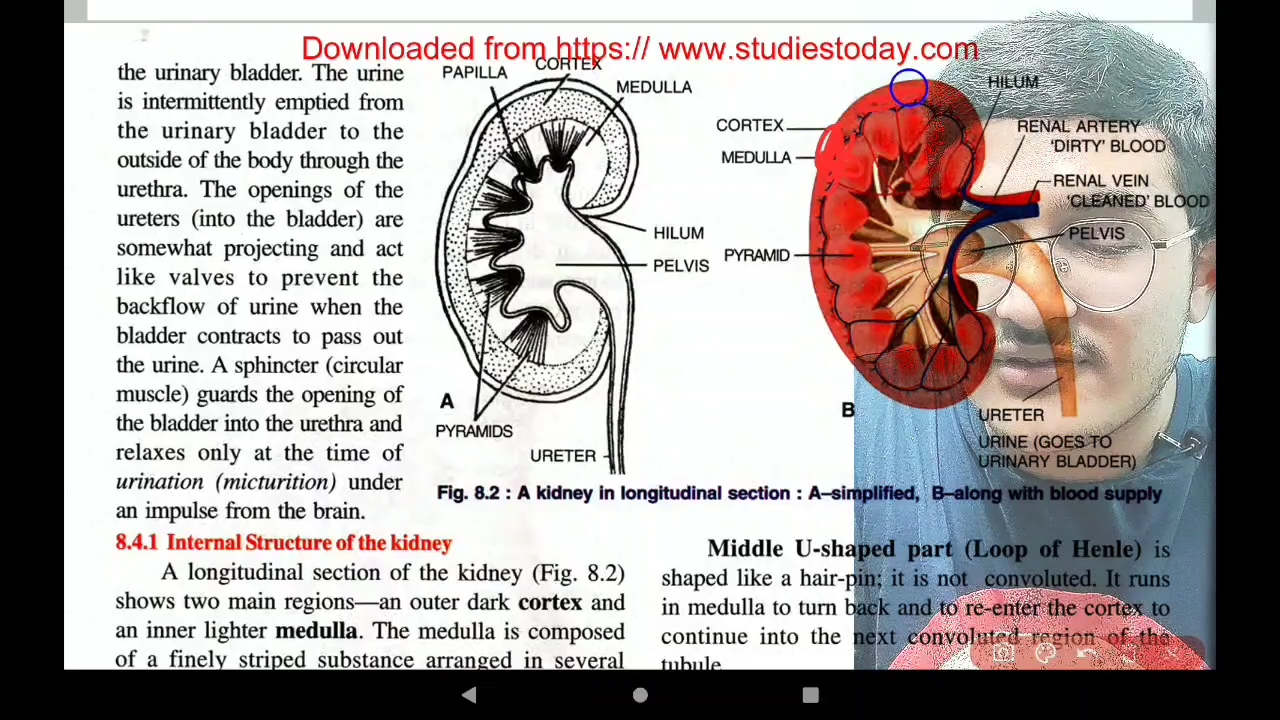 Downloaded from https:// www.studiestoday.com
the urinary bladder. The urine
is intermittently emptied from
the urinary bladder to the
outside of the body through the
urethra. The openings of the
ureters (into the bladder) are
somewhat projecting and act
like valves to prevent the
backflow of urine when the
bladder contracts to pass out
the urine. A sphincter (circular
muscle) guards the opening of
the bladder into the urethra and
relaxes only at the time of
urination (micturition) under
an impulse from the brain.
PAPILLA
CORTEX
MEDULLA
HILUM
PELVIS
A
PYRAMIDS
URETER
CORTEX
MEDULLA
PYRAMID
HILUM
RENAL ARTERY
'DIRTY' BLOOD
RENAL VEIN
'CLEANED' BLOOD
PELVIS
B
URETER
URINE (GOES TO
URINARY BLADDER)
Fig. 8.2 : A kidney in longitudinal section : A–simplified, B–along with blood supply
8.4.1 Internal Structure of the kidney
A longitudinal section of the kidney (Fig. 8.2)
shows two main regions—an outer dark cortex and
an inner lighter medulla. The medulla is composed
of a finely striped substance arranged in several
Middle U-shaped part (Loop of Henle) is
shaped like a hair-pin; it is not convoluted. It runs
in medulla to turn back and to re-enter the cortex to
continue into the next convoluted region of the
tubule.